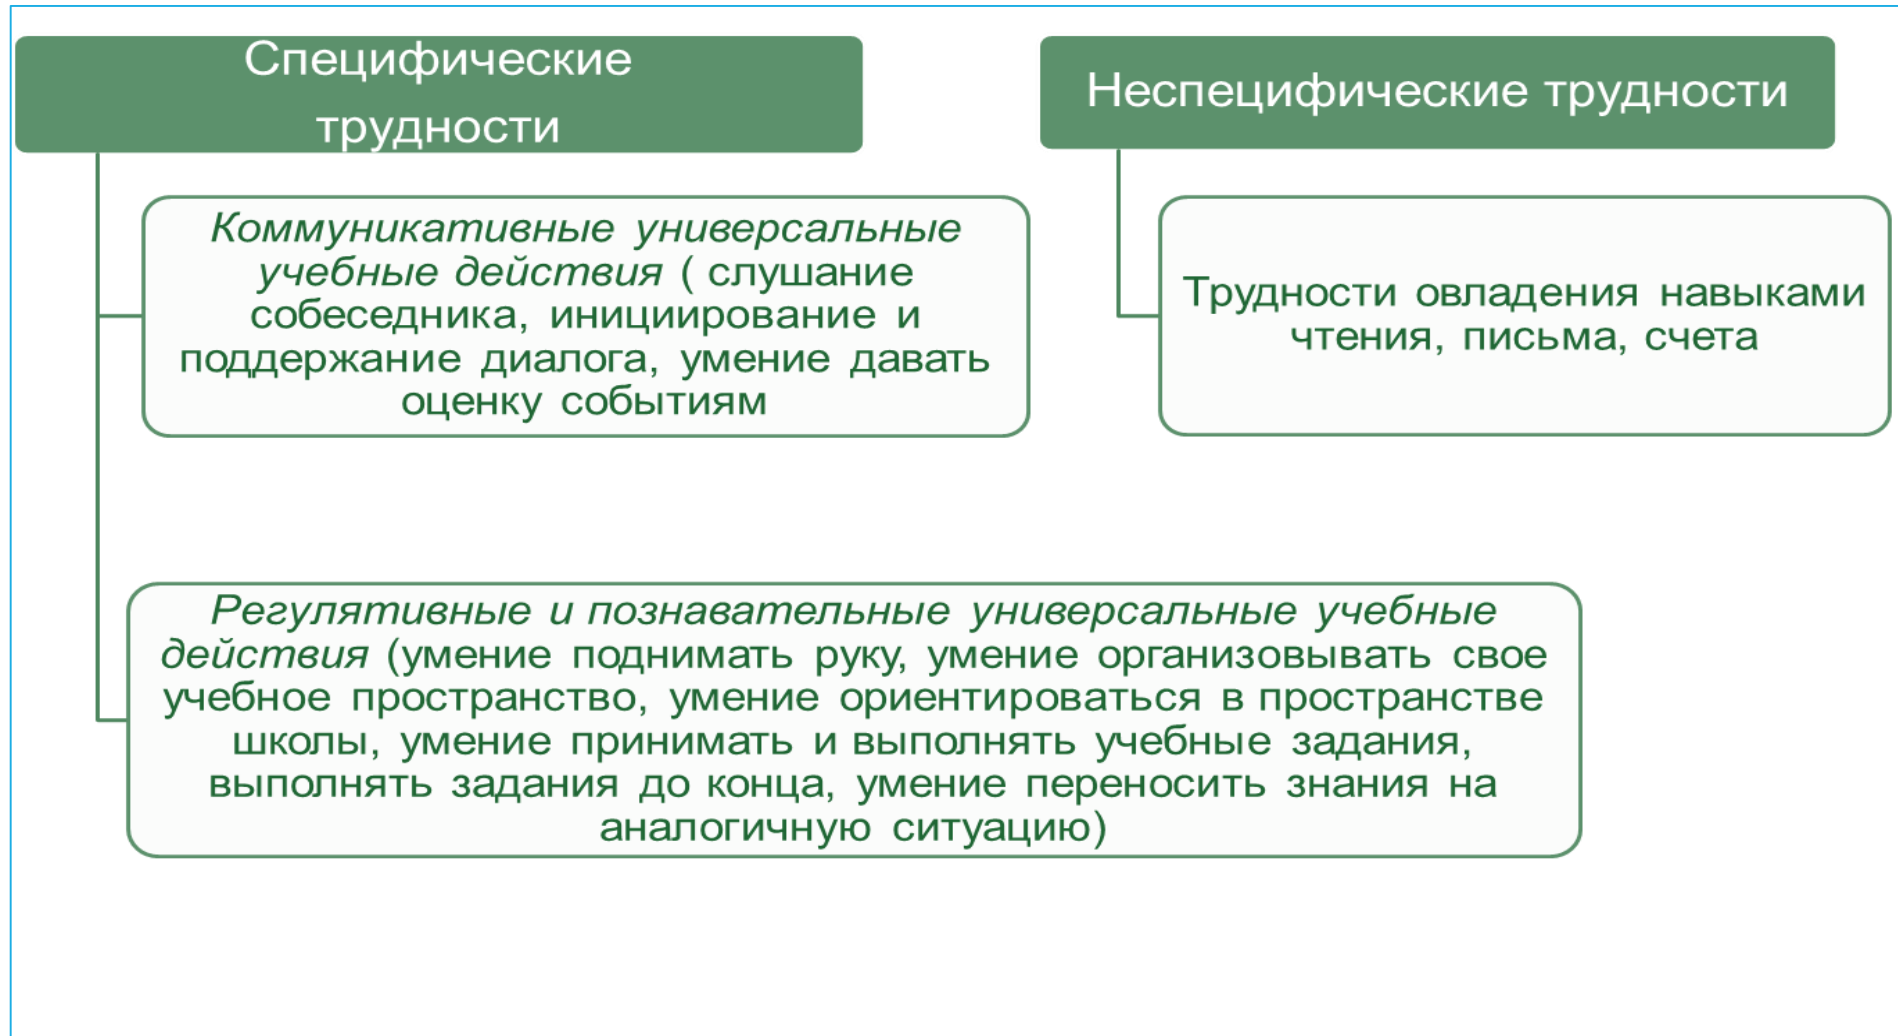 Специфические
трудности
Коммуникативные универсальные
учебные действия ( слушание
собеседника, инициирование и
поддержание диалога, умение давать
оценку событиям
Регулятивные и познавательные универсальные учебные
действия (умение поднимать руку, умение организовывать свое
учебное пространство, умение ориентироваться в пространстве
школы, умение принимать и выполнять учебные задания,
выполнять задания до конца, умение переносить знания на
аналогичную ситуацию)
Неспецифические трудности
Трудности овладения навыками
чтения, письма, счета